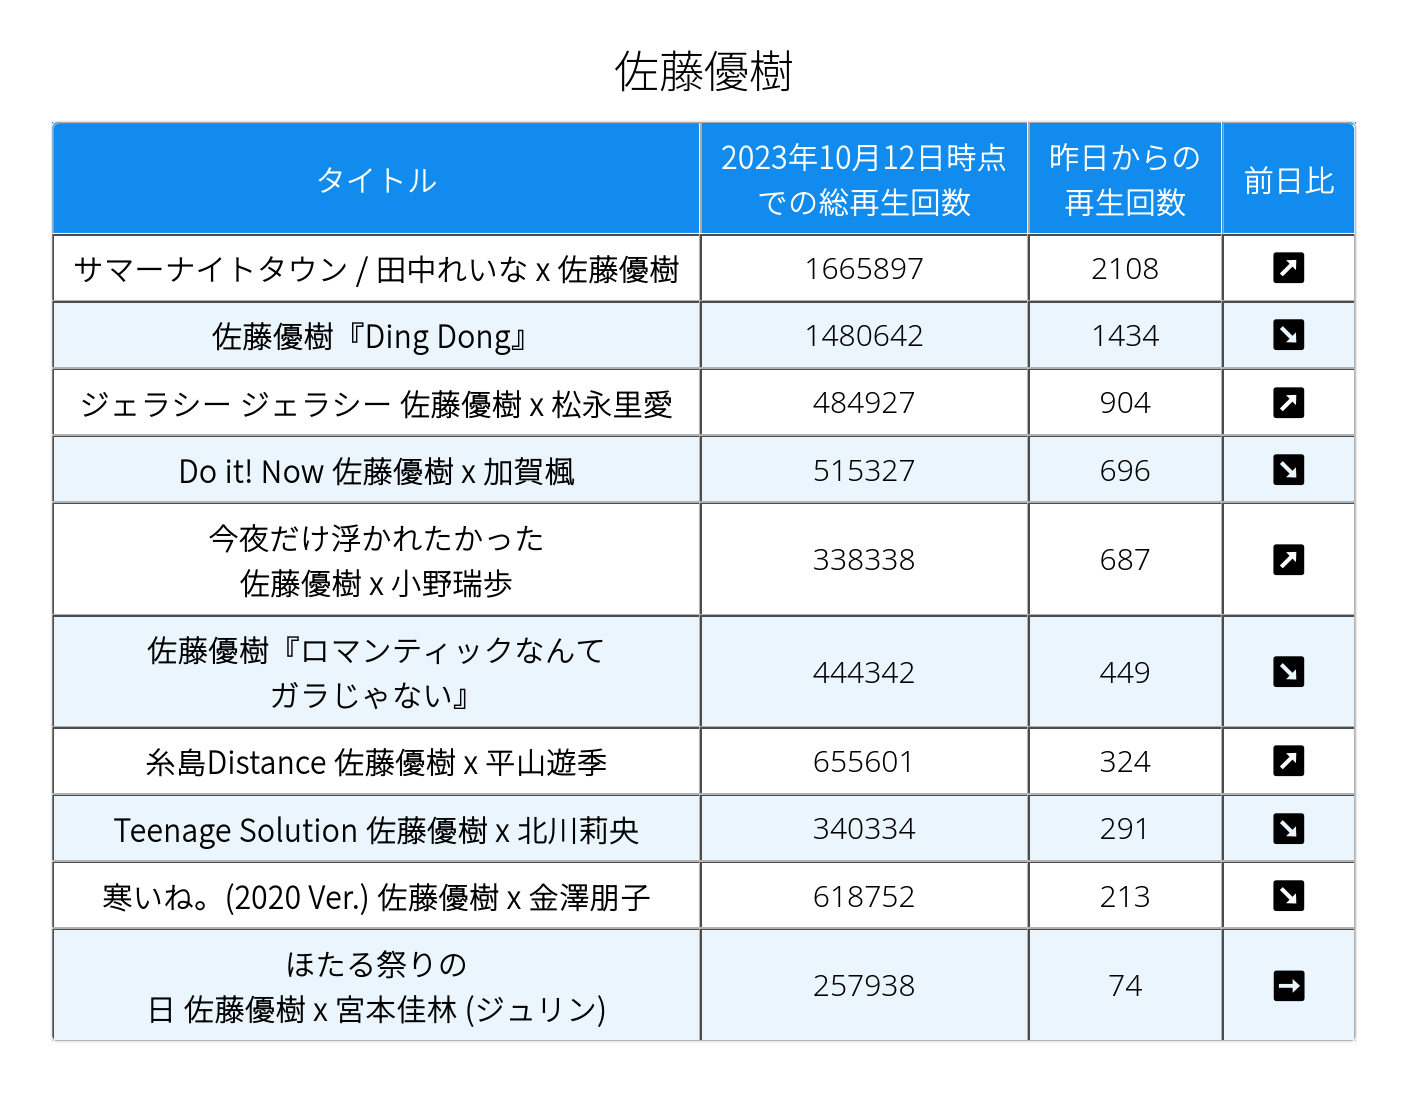 佐藤優樹
タイトル
2023年10月12日時点
での総再生回数
昨日からの
再生回数
前日比
サマーナイトタウン / 田中れいな x 佐藤優樹
1665897
2108
佐藤優樹『Ding Dong』
1480642
1434
ジェラシー ジェラシー 佐藤優樹 x 松永里愛
484927
904
Do it! Now 佐藤優樹 x 加賀楓
515327
696
今夜だけ浮かれたかった
佐藤優樹 x 小野瑞歩
338338
687
佐藤優樹『ロマンティックなんて
ガラじゃない』
444342
449
糸島Distance 佐藤優樹 x 平山遊季
655601
324
Teenage Solution 佐藤優樹 x 北川莉央
340334
291
寒いね。(2020 Ver.) 佐藤優樹 x 金澤朋子
618752
213
ほたる祭りの
日 佐藤優樹 x 宮本佳林 (ジュリン)
257938
74